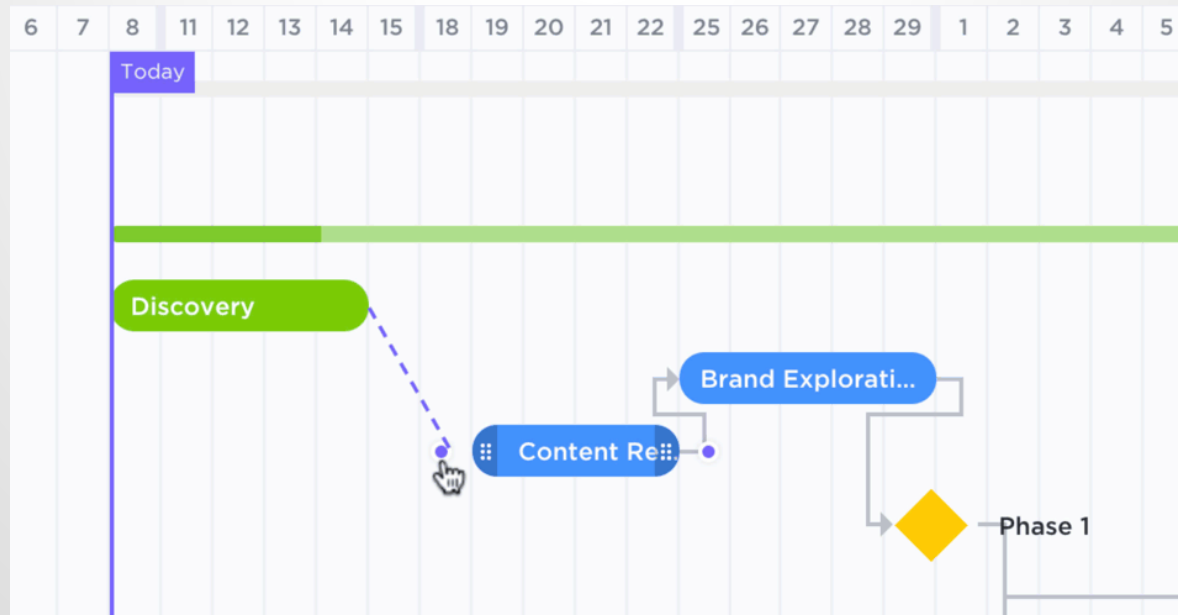 6 7 8 11 12 13 14 15 18 19 20 21 22 25 26 27 28 29 1 2 3 4 5
Today
Discovery
Brand Explorati...
Content Re...
Phase 1